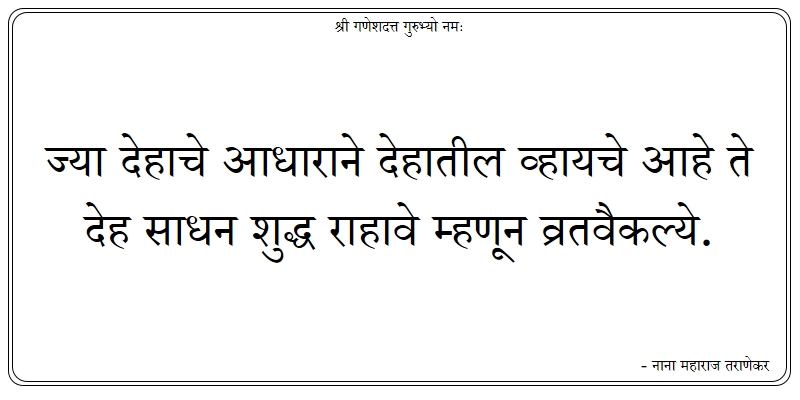 श्री गणेशदत्त गुरुभ्यो नमः
ज्या देहाचे आधाराने देहातील व्हायचे आहे ते
देह साधन शुद्ध राहावे म्हणून व्रतवैकल्ये.
- नाना महाराज तराणेकर